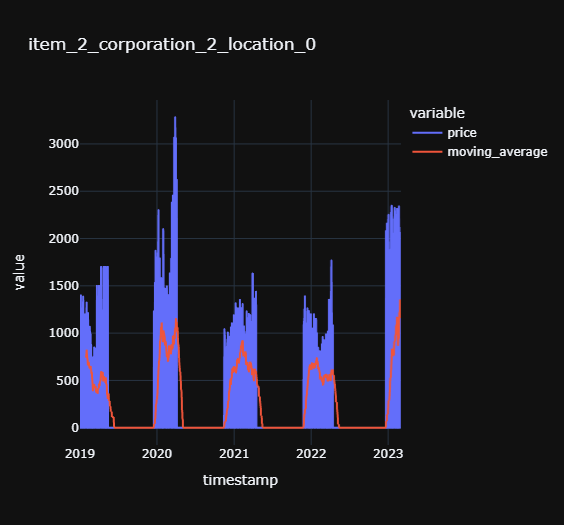 item_2_corporation_2_location_0
variable
price
moving_average
value
3000
2500
2000
1500
1000
500
0
2019 2020 2021 2022 2023
timestamp